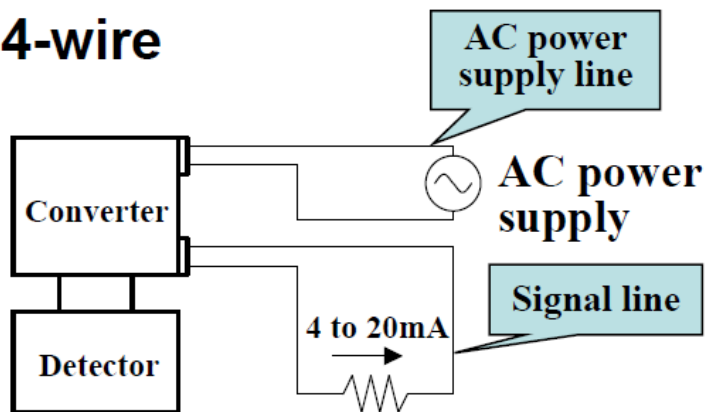 4-wire
AC power
supply line
AC power
supply
Converter
Signal line
4 to 20mA
Detector